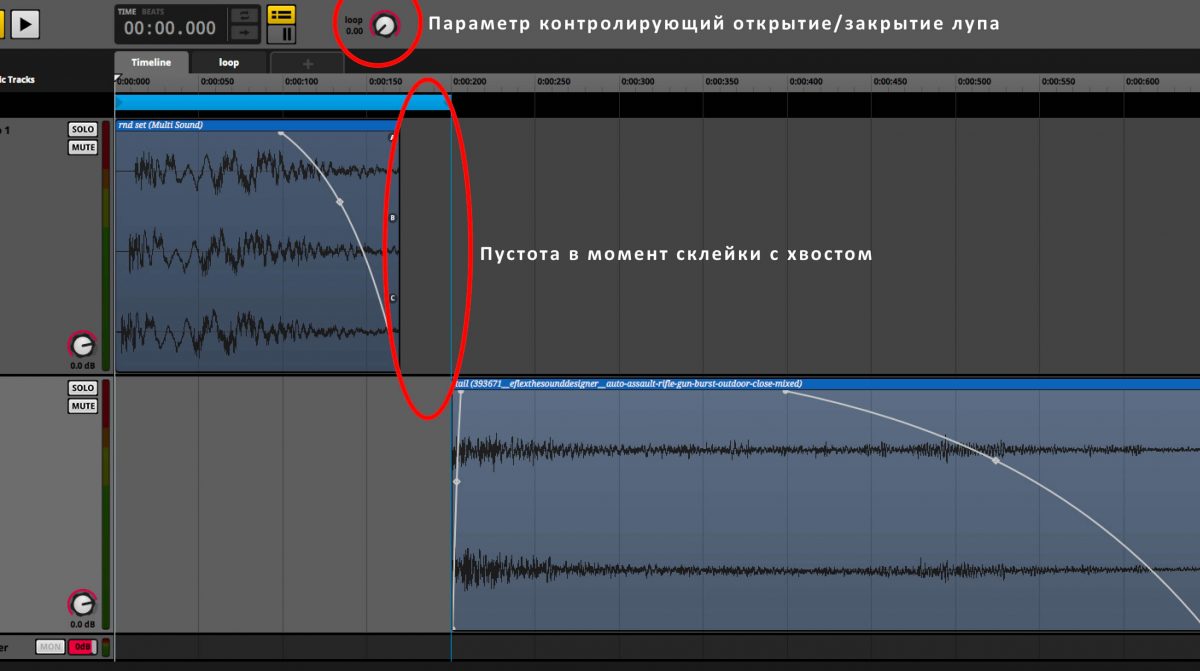 TIME BEATS
00:00.000
loop
0.00
Параметр контролирующий открытие/закрытие лупа
Timeline
loop
+
ic Tracks
0:00:000 0:00:050 0:00:100 0:00:150 0:00:200 0:00:250 0:00:300 0:00:350 0:00:400 0:00:450 0:00:500 0:00:550 0:00:600
1
SOLO
MUTE
rnd set (Multi Sound)
A
B
C
Пустота в момент склейки с хвостом
0.0 dB
SOLO
MUTE
tail (393671__eflexthesounddesigner__auto-assault-rifle-gun-burst-outdoor-close-mixed)
0.0 dB
er
MON
0dB